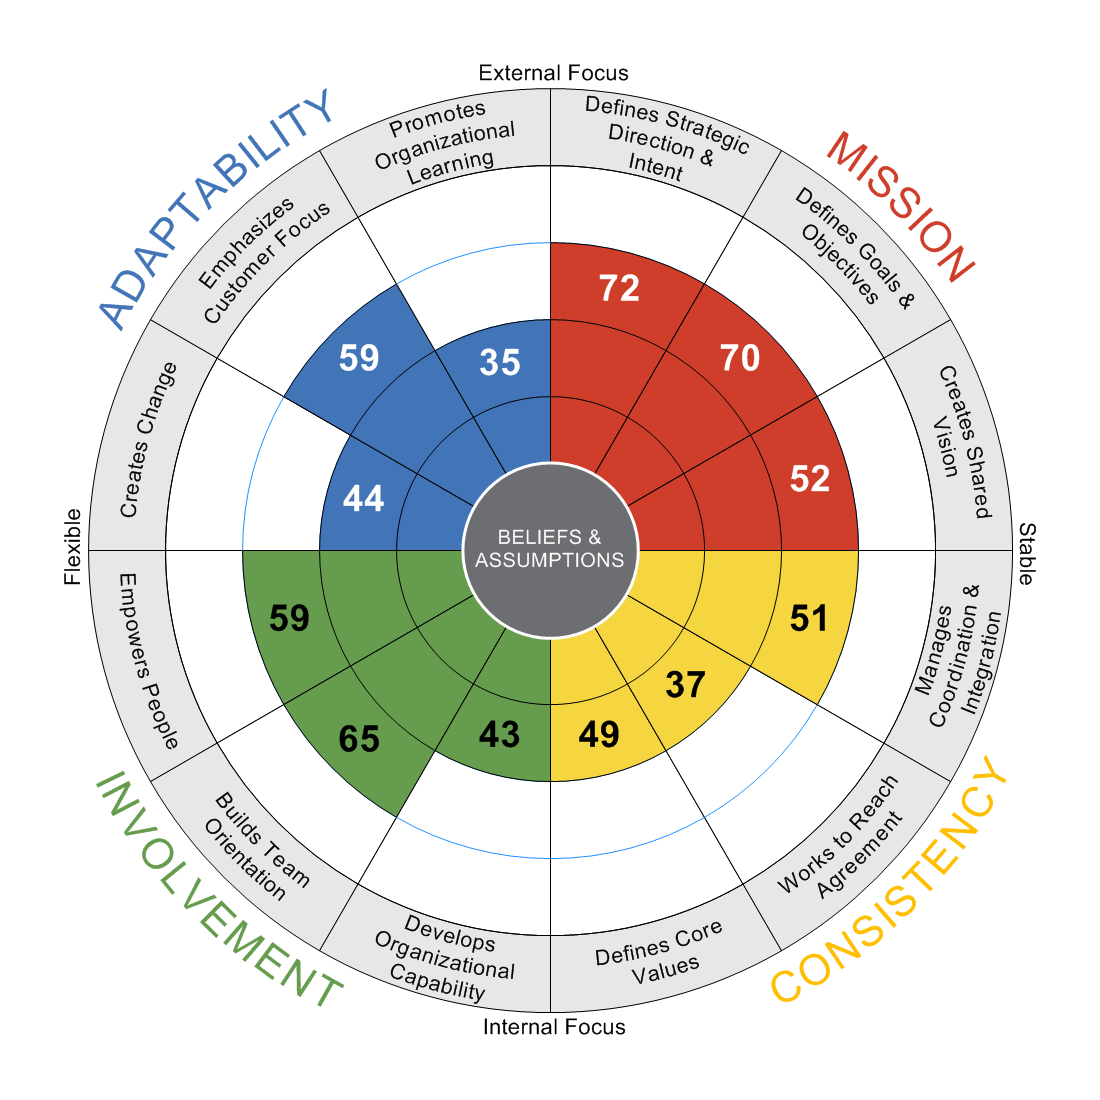 External Focus
ADAPTABILITY
MISSION
Promotes
Organizational
Learning
Defines Strategic
Direction &
Intent
Emphasizes
Customer Focus
Defines Goals &
Objectives
Creates Change
Creates Shared
Vision
72
59
35
70
44
52
Flexible
BELIEFS &
ASSUMPTIONS
Stable
59
51
65
43
49
37
Empowers People
Manages
Coordination &
Integration
Builds Team
Orientation
Works to Reach
Agreement
Develops
Organizational
Capability
Defines Core
Values
INVOLVEMENT
CONSISTENCY
Internal Focus